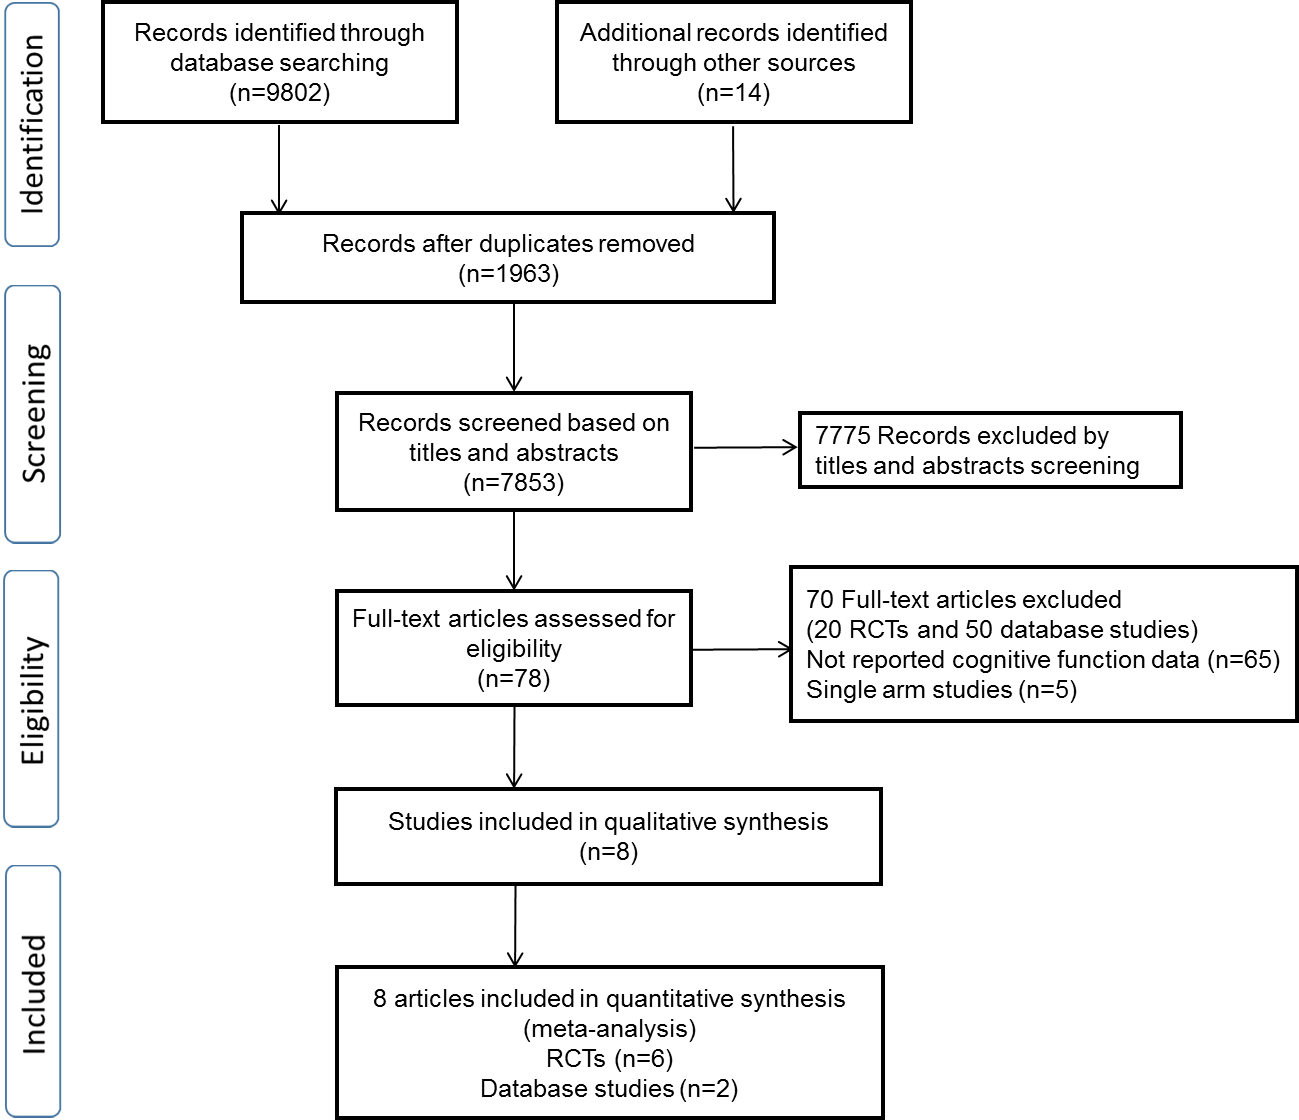 Identification
Records identified through
database searching
(n=9802)
Additional records identified
through other sources
(n=14)
Records after duplicates removed
(n=1963)
Screening
Records screened based on
titles and abstracts
(n=7853)
7775 Records excluded by
titles and abstracts screening
Eligibility
Full-text articles assessed for
eligibility
(n=78)
70 Full-text articles excluded
(20 RCTs and 50 database studies)
Not reported cognitive function data (n=65)
Single arm studies (n=5)
Studies included in qualitative synthesis
(n=8)
Included
8 articles included in quantitative synthesis
(meta-analysis)
RCTs (n=6)
Database studies (n=2)